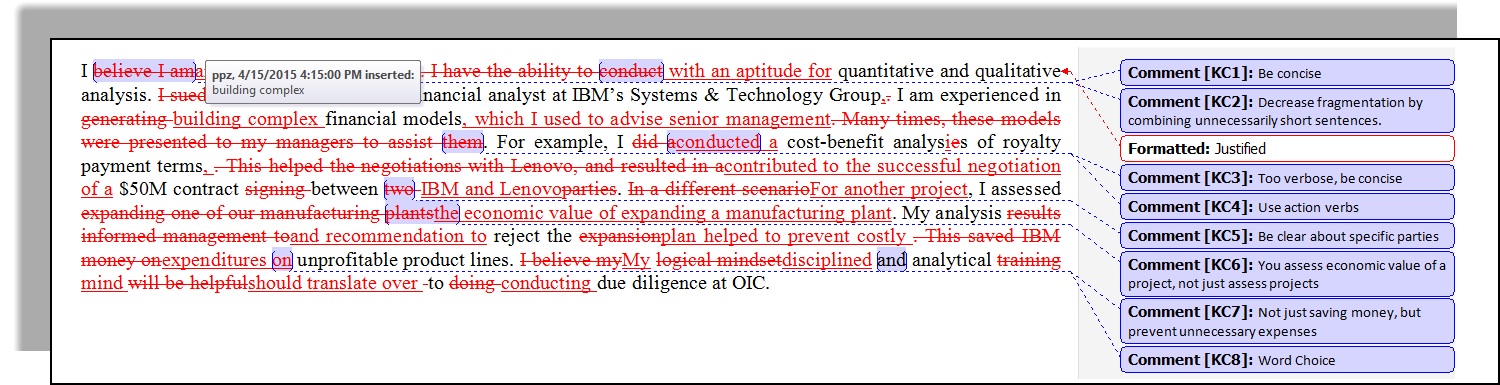 I believe I ama . I have the ability to conduct with an aptitude for quantitative and qualitative
ppz, 4/15/2015 4:15:00 PM inserted:
building complex
analysis. I sued nancial analyst at IBM’s Systems & Technology Group,. I am experienced in
generating building complex financial models, which I used to advise senior management. Many times, these models
were presented to my managers to assist them. For example, I did aconducted a cost-benefit analysies of royalty
payment terms, . This helped the negotiations with Lenovo, and resulted in acontributed to the successful negotiation
of a $50M contract signing between two IBM and Lenovoparties. In a different scenarioFor another project, I assessed
expanding one of our manufacturing plantsthe economic value of expanding a manufacturing plant. My analysis results
informed management toand recommendation to reject the expansionplan helped to prevent costly . This saved IBM
money onexpenditures on unprofitable product lines. I believe myMy logical mindsetdisciplined and analytical training
mind will be helpfulshould translate over -to doing conducting due diligence at OIC.
Comment [KC1]: Be concise
Comment [KC2]: Decrease fragmentation by
combining unnecessarily short sentences.
Formatted: Justified
Comment [KC3]: Too verbose, be concise
Comment [KC4]: Use action verbs
Comment [KC5]: Be clear about specific parties
Comment [KC6]: You assess economic value of a
project, not just assess projects
Comment [KC7]: Not just saving money, but
prevent unnecessary expenses
Comment [KC8]: Word Choice